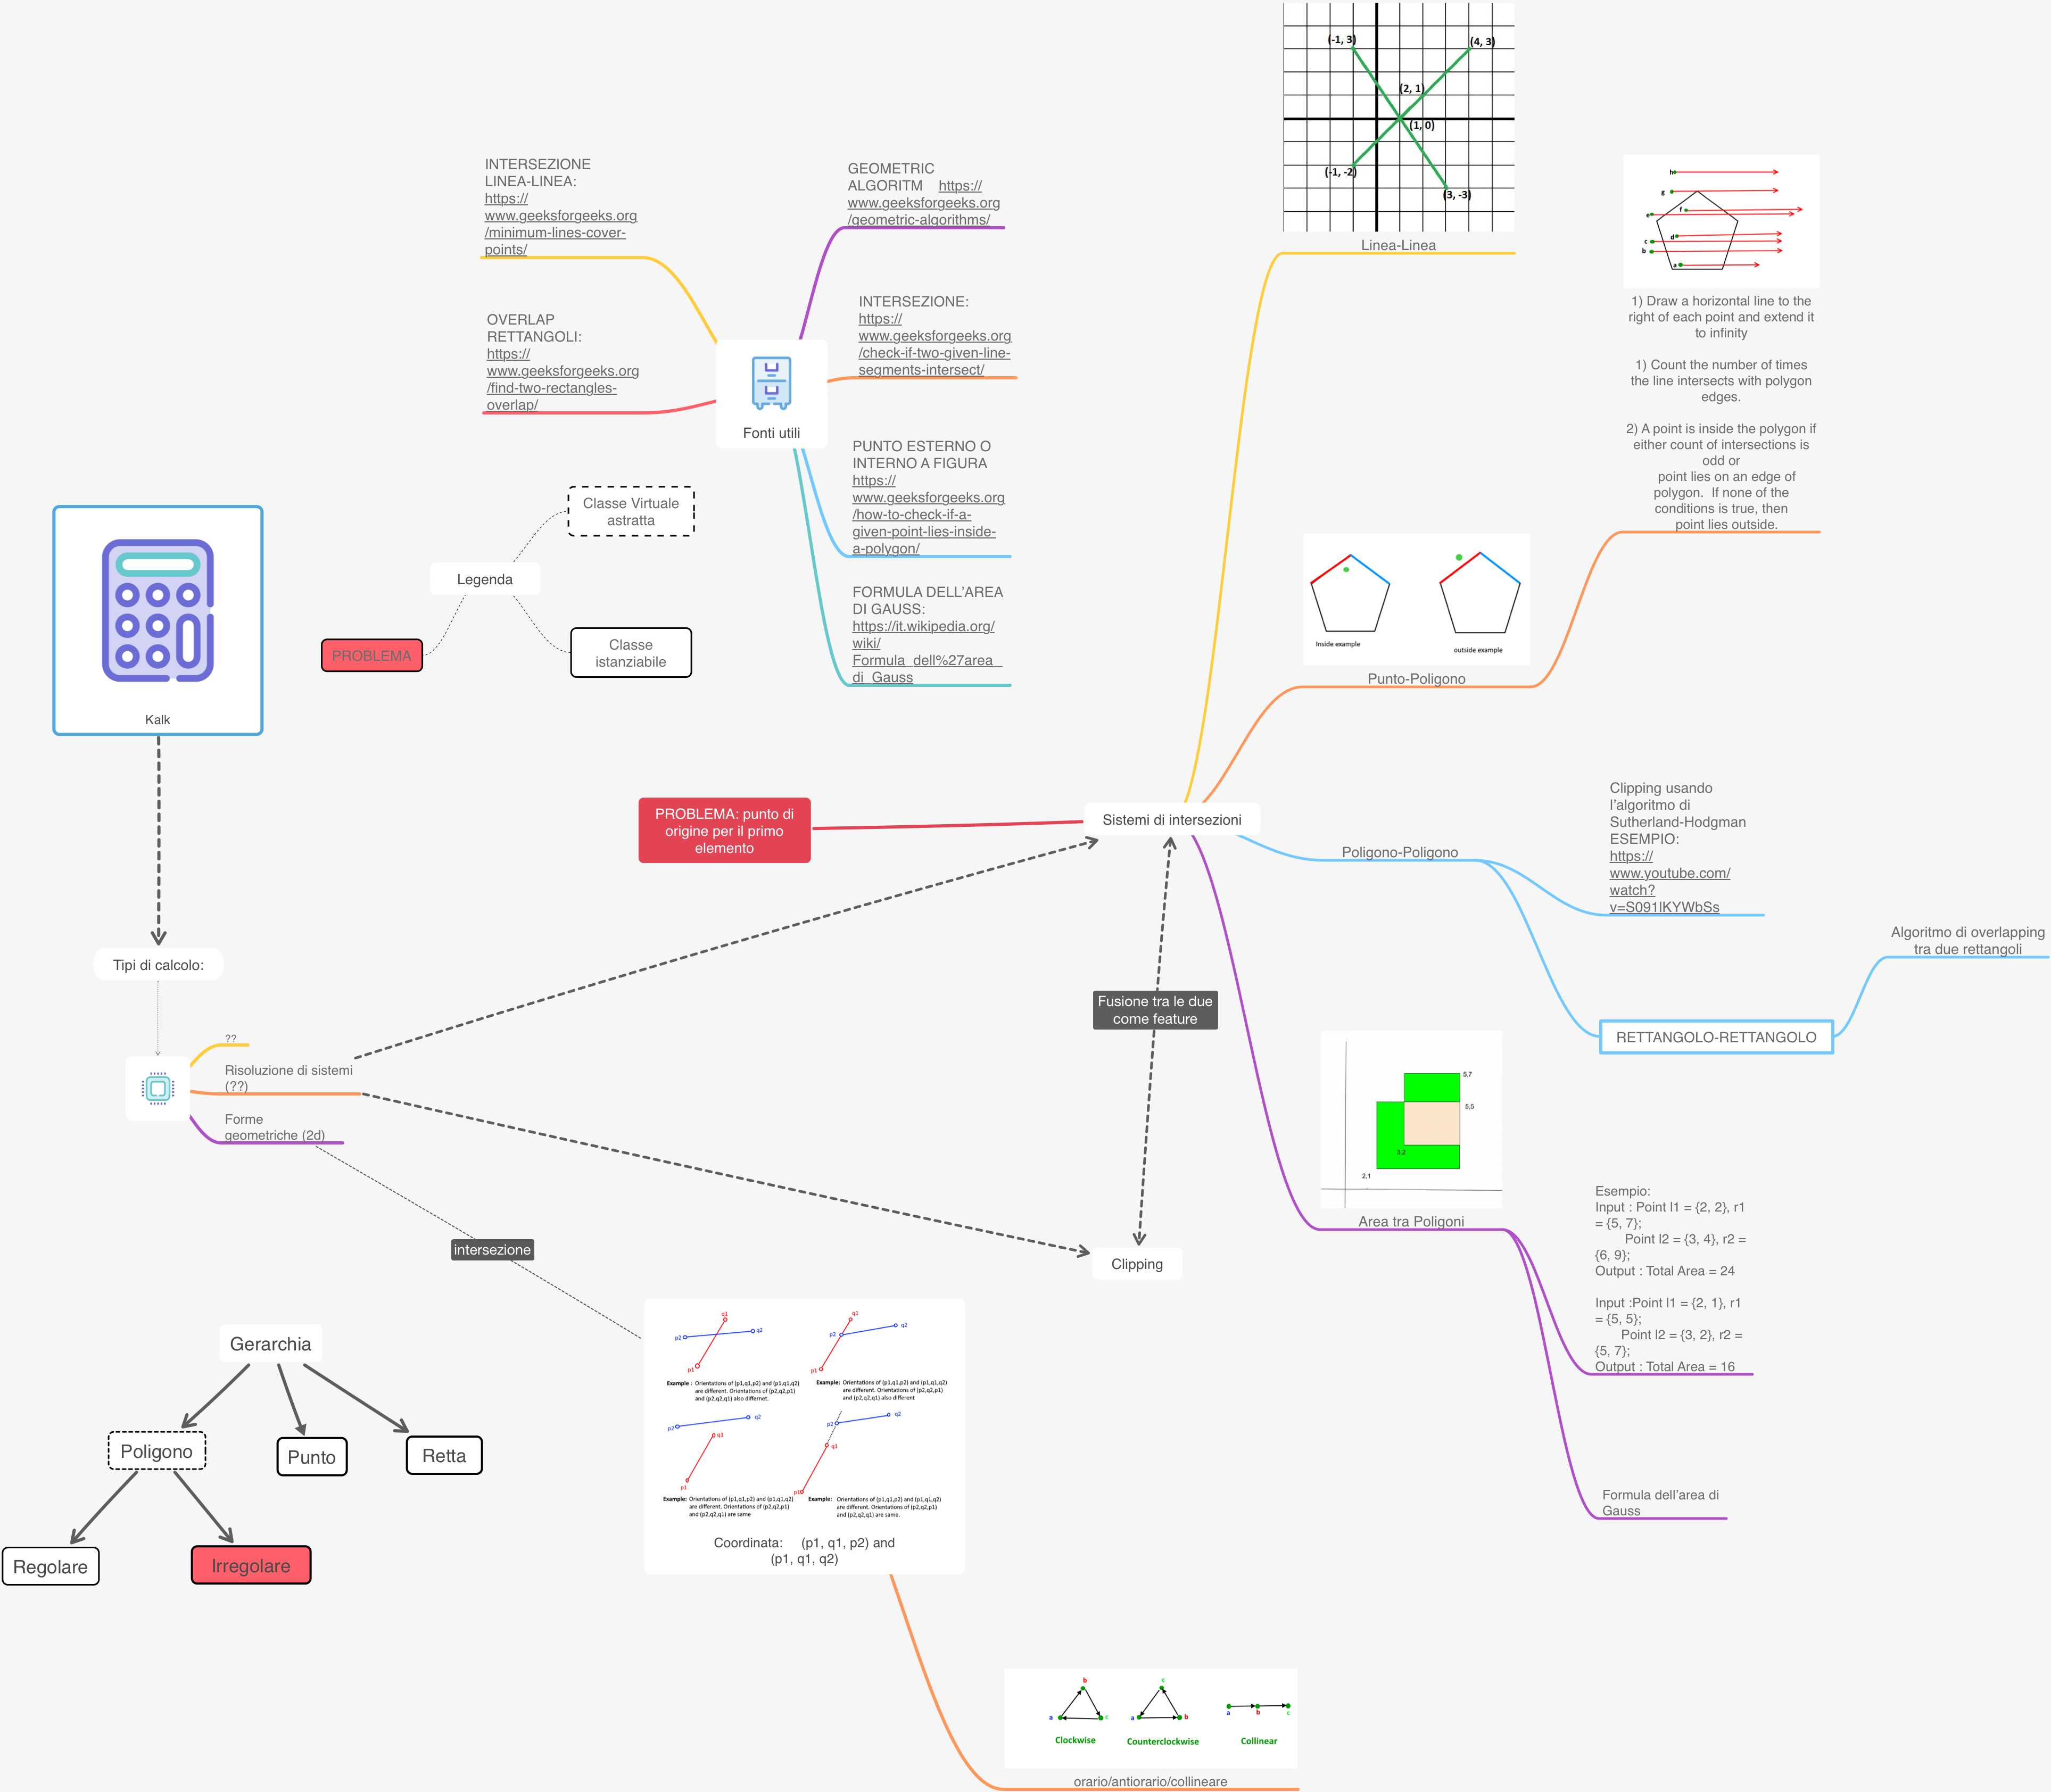 (-1, 3)
(4, 3)
(2, 1)
(1, 0)
(-1, -2)
(3, -3)
Linea-Linea
INTERSEZIONE
LINEA-LINEA:
https://
www.geeksforgeeks.org
/minimum-lines-cover-
points/
GEOMETRIC
ALGORITM https://
www.geeksforgeeks.org
/geometric-algorithms/
OVERLAP
RETTANGOLI:
https://
www.geeksforgeeks.org
/find-two-rectangles-
overlap/
INTERSEZIONE:
https://
www.geeksforgeeks.org
/check-if-two-given-line-
segments-intersect/
Fonti utili
PUNTO ESTERNO O
INTERNO A FIGURA
https://
www.geeksforgeeks.org
/how-to-check-if-a-
given-point-lies-inside-
a-polygon/
FORMULA DELL'AREA
DI GAUSS:
https://it.wikipedia.org/
wiki/
Formula_dell%27area_
di_Gauss
h
g
f
e
d
c
b
a
1) Draw a horizontal line to the
right of each point and extend it
to infinity
1) Count the number of times
the line intersects with polygon
edges.
2) A point is inside the polygon if
either count of intersections is
odd or
point lies on an edge of
polygon. If none of the
conditions is true, then
point lies outside.
Inside example
outside example
Punto-Poligono
Classe Virtuale
astratta
Legenda
PROBLEMA
Classe
istanziabile
Kalk
PROBLEMA: punto di
origine per il primo
elemento
Sistemi di intersezioni
Poligono-Poligono
Clipping usando
l'algoritmo di
Sutherland-Hodgman
ESEMPIO:
https://
www.youtube.com/
watch?
v=S091lKYWbSs
Algoritmo di overlapping
tra due rettangoli
RETTANGOLO-RETTANGOLO
Tipi di calcolo:
Fusione tra le due
come feature
??
Risoluzione di sistemi
(??)
Forme
geometriche (2d)
5,7
5,5
3,2
2,1
Area tra Poligoni
Esempio:
Input : Point l1 = {2, 2}, r1
= {5, 7};
Point l2 = {3, 4}, r2 =
{6, 9};
Output : Total Area = 24
Input :Point l1 = {2, 1}, r1
= {5, 5};
Point l2 = {3, 2}, r2 =
{5, 7};
Output : Total Area = 16
Formula dell'area di
Gauss
intersezione
Clipping
Gerarchia
Poligono
Punto
Retta
Regolare
Irregolare
q1
p2
q2
p1
Example : Orientations of (p1,q1,p2) and (p1,q1,q2)
are different. Orientations of (p2,q2,p1)
and (p2,q2,q1) also differnet.
q1
p2
q2
p1
Example: Orientations of (p1,q1,p2) and (p1,q1,q2)
are different. Orientations of (p2,q2,p1)
and (p2,q2,q1) also different
p2
q2
q1
p1
Example: Orientations of (p1,q1,p2) and (p1,q1,q2)
are different. Orientations of (p2,q2,p1)
and (p2,q2,q1) are same
p2
q2
q1
p1
Example: Orientations of (p1,q1,p2) and (p1,q1,q2)
are different. Orientations of (p2,q2,p1)
and (p2,q2,q1) are same.
Coordinata: (p1, q1, p2) and
(p1, q1, q2)
b
a
c
Clockwise
c
a
b
Counterclockwise
a
b
c
Collinear
orario/antiorario/collineare